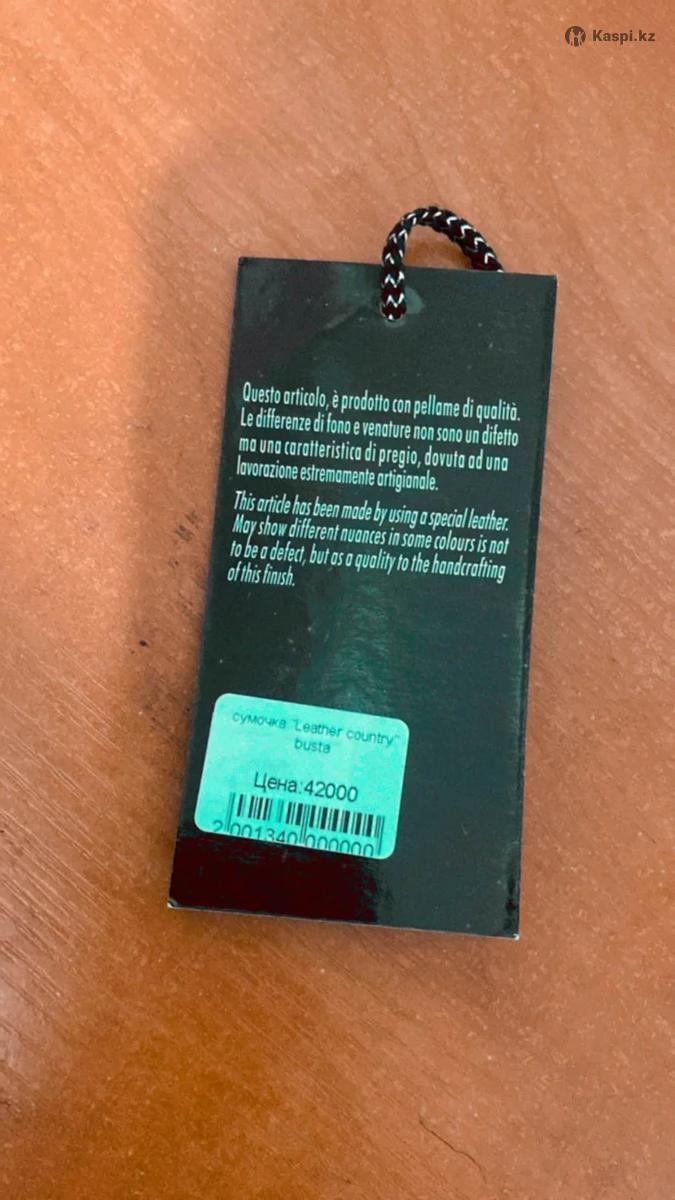 Kaspi.kz
Questo articolo, è prodotto con pellame di qualità.
Le differenze di fono e venature non sono un difetto
ma una caratteristica di pregio, dovuta ad una
lavorazione estremamente artigianale.
This article has been made by using a special leather.
May show different nuances in some colours is not
to be a defect, but as a quality to the handcrafting
of this finish.
сумочка "Leather country"
busta
Цена:42000
2 001340 000000